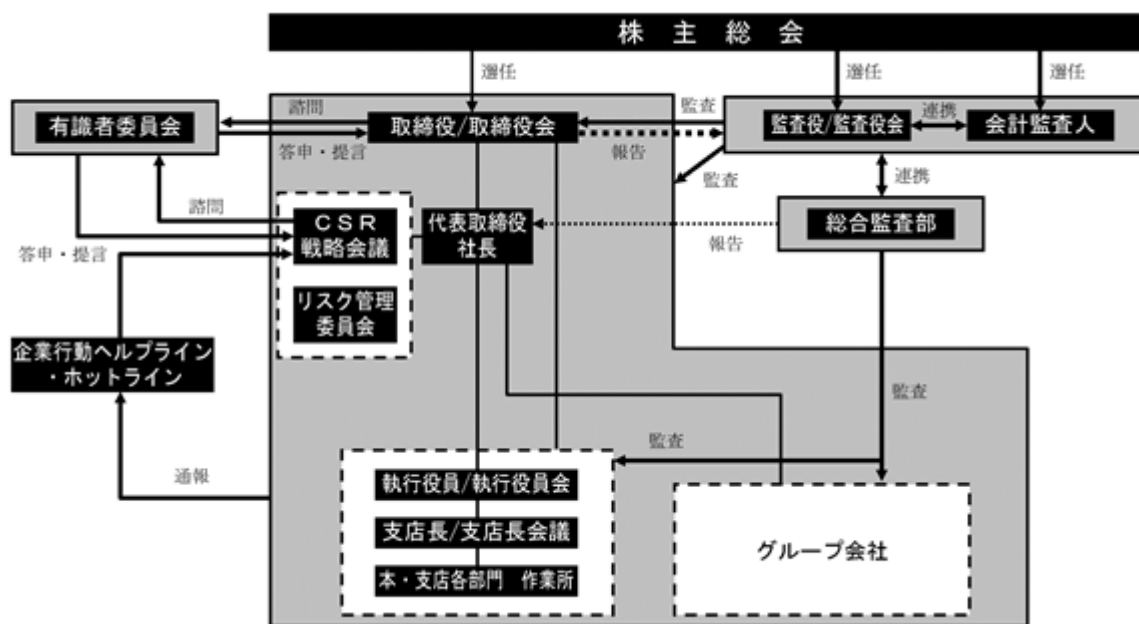 株主総会
選任
選任
選任
有識者委員会
諮問
答申・提言
取締役/取締役会
監査
報告
監査役/監査役会
連携
会計監査人
監査
連携
諮問
CSR
戦略会議
代表取締役
社長
報告
総合監査部
答申・提言
リスク管理
委員会
企業行動ヘルプライン
・ホットライン
監査
通報
監査
執行役員/執行役員会
支店長/支店長会議
本・支店各部門 作業所
グループ会社